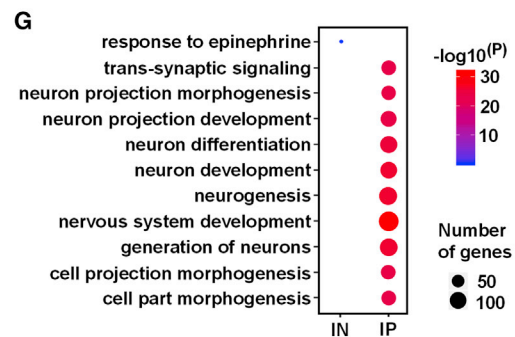 G
response to epinephrine
trans-synaptic signaling
neuron projection morphogenesis
neuron projection development
neuron differentiation
neuron development
neurogenesis
nervous system development
generation of neurons
cell projection morphogenesis
cell part morphogenesis
IN IP
-log10(P)
30
20
10
Number
of genes
50
100